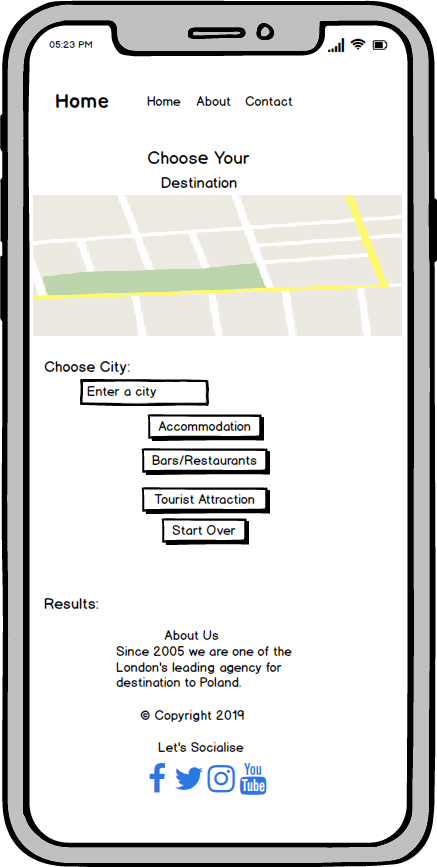 05:23 PM
Home Home About Contact
Choose Your
Destination
Choose City:
Enter a city
Accommodation
Bars/Restaurants
Tourist Attraction
Start Over
Results:
About Us
Since 2005 we are one of the
London's leading agency for
destination to Poland.
© Copyright 2019
Let's Socialise
You
Tube